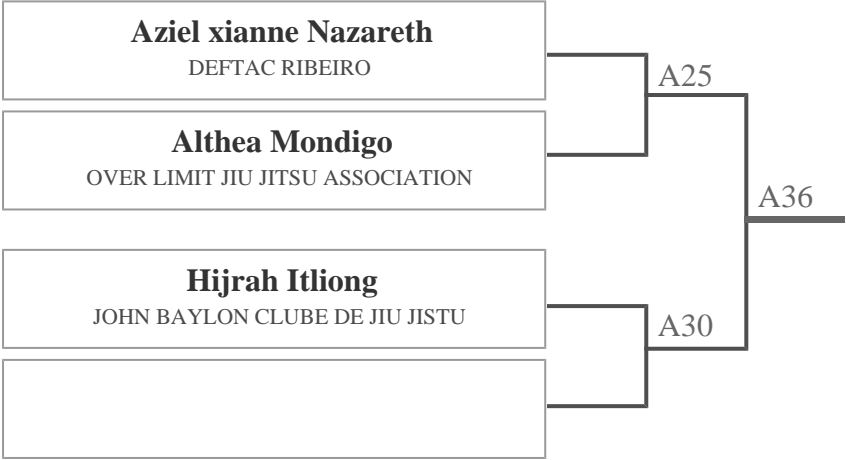 Aziel xianne Nazareth
DEFTAC RIBEIRO
A25
Althea Mondigo
OVER LIMIT JIU JITSU ASSOCIATION
A36
Hijrah Itliong
JOHN BAYLON CLUBE DE JIU JISTU
A30